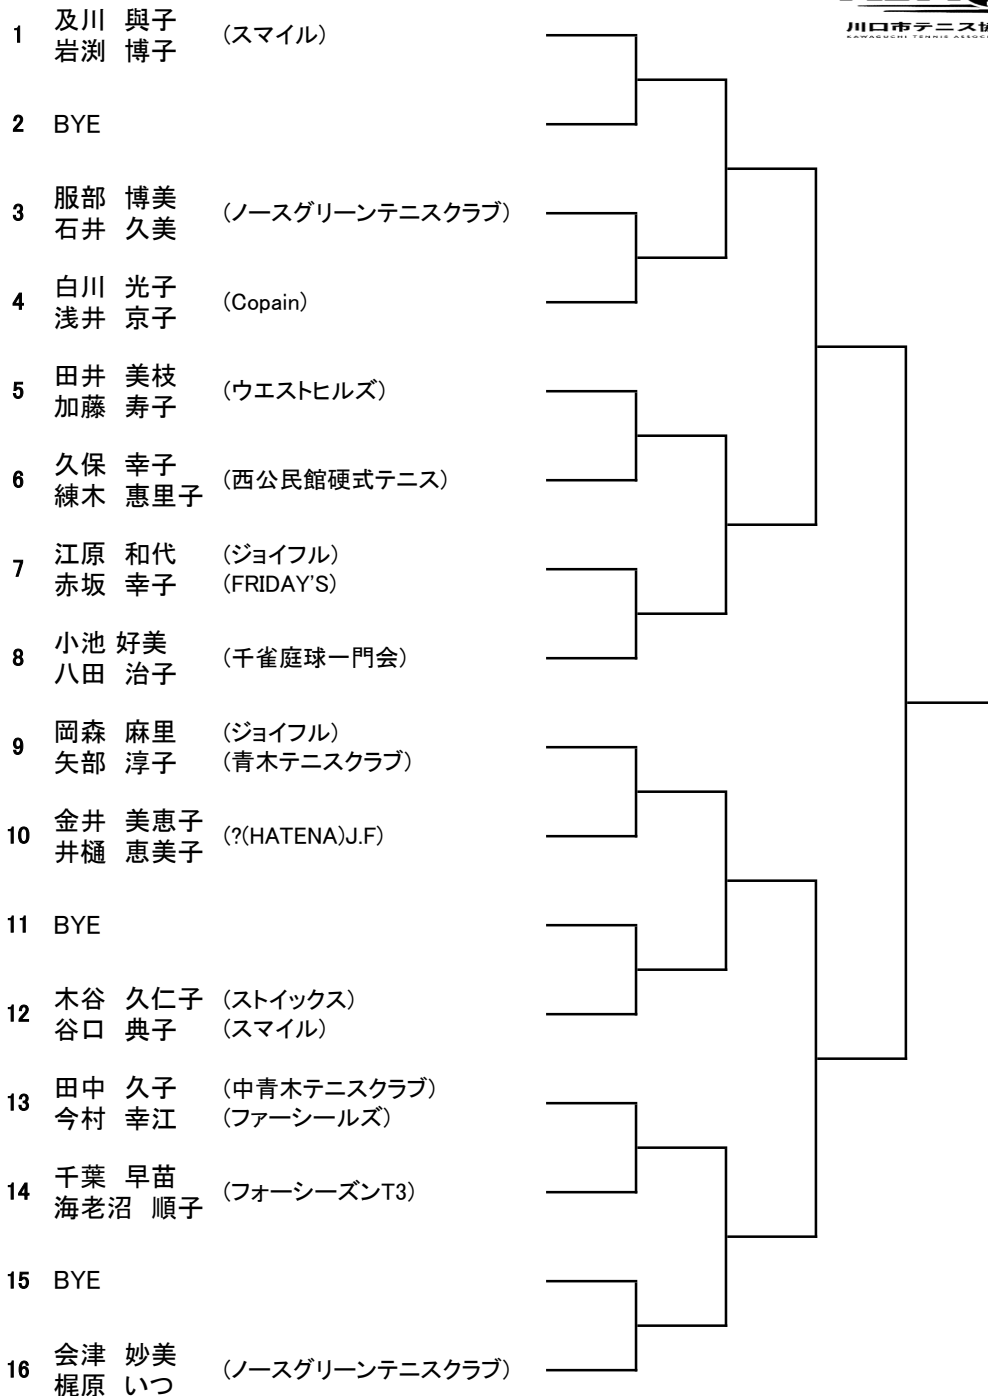 川口市テニス協
KAWAGUCHI TENNIS ASSOC
1 及川 與子 (スマイル)
岩渕 博子
2 BYE
3 服部 博美 (ノースグリーンテニスクラブ)
石井 久美
4 白川 光子 (Copain)
浅井 京子
5 田井 美枝 (ウエストヒルズ)
加藤 寿子
6 久保 幸子 (西公民館硬式テニス)
練木 惠里子
7 江原 和代 (ジョイフル)
赤坂 幸子 (FRIDAY'S)
8 小池 好美 (千雀庭球一門会)
八田 治子
9 岡森 麻里 (ジョイフル)
矢部 淳子 (青木テニスクラブ)
10 金井 美恵子 (?(HATENA)J.F)
井樋 恵美子
11 BYE
12 木谷 久仁子 (ストイックス)
谷口 典子 (スマイル)
13 田中 久子 (中青木テニスクラブ)
今村 幸江 (ファーシールズ)
14 千葉 早苗 (フォーシーズンT3)
海老沼 順子
15 BYE
16 会津 妙美 (ノースグリーンテニスクラブ)
梶原 いつ